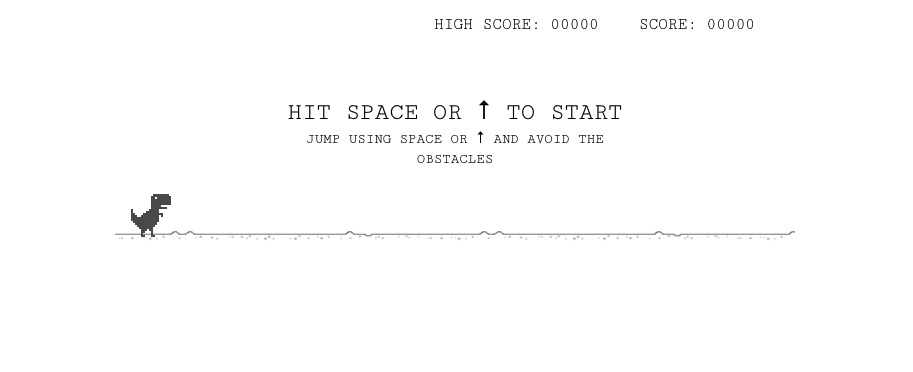 HIGH SCORE: 00000 SCORE: 00000
HIT SPACE OR ↑ TO START
JUMP USING SPACE OR ↑ AND AVOID THE
OBSTACLES